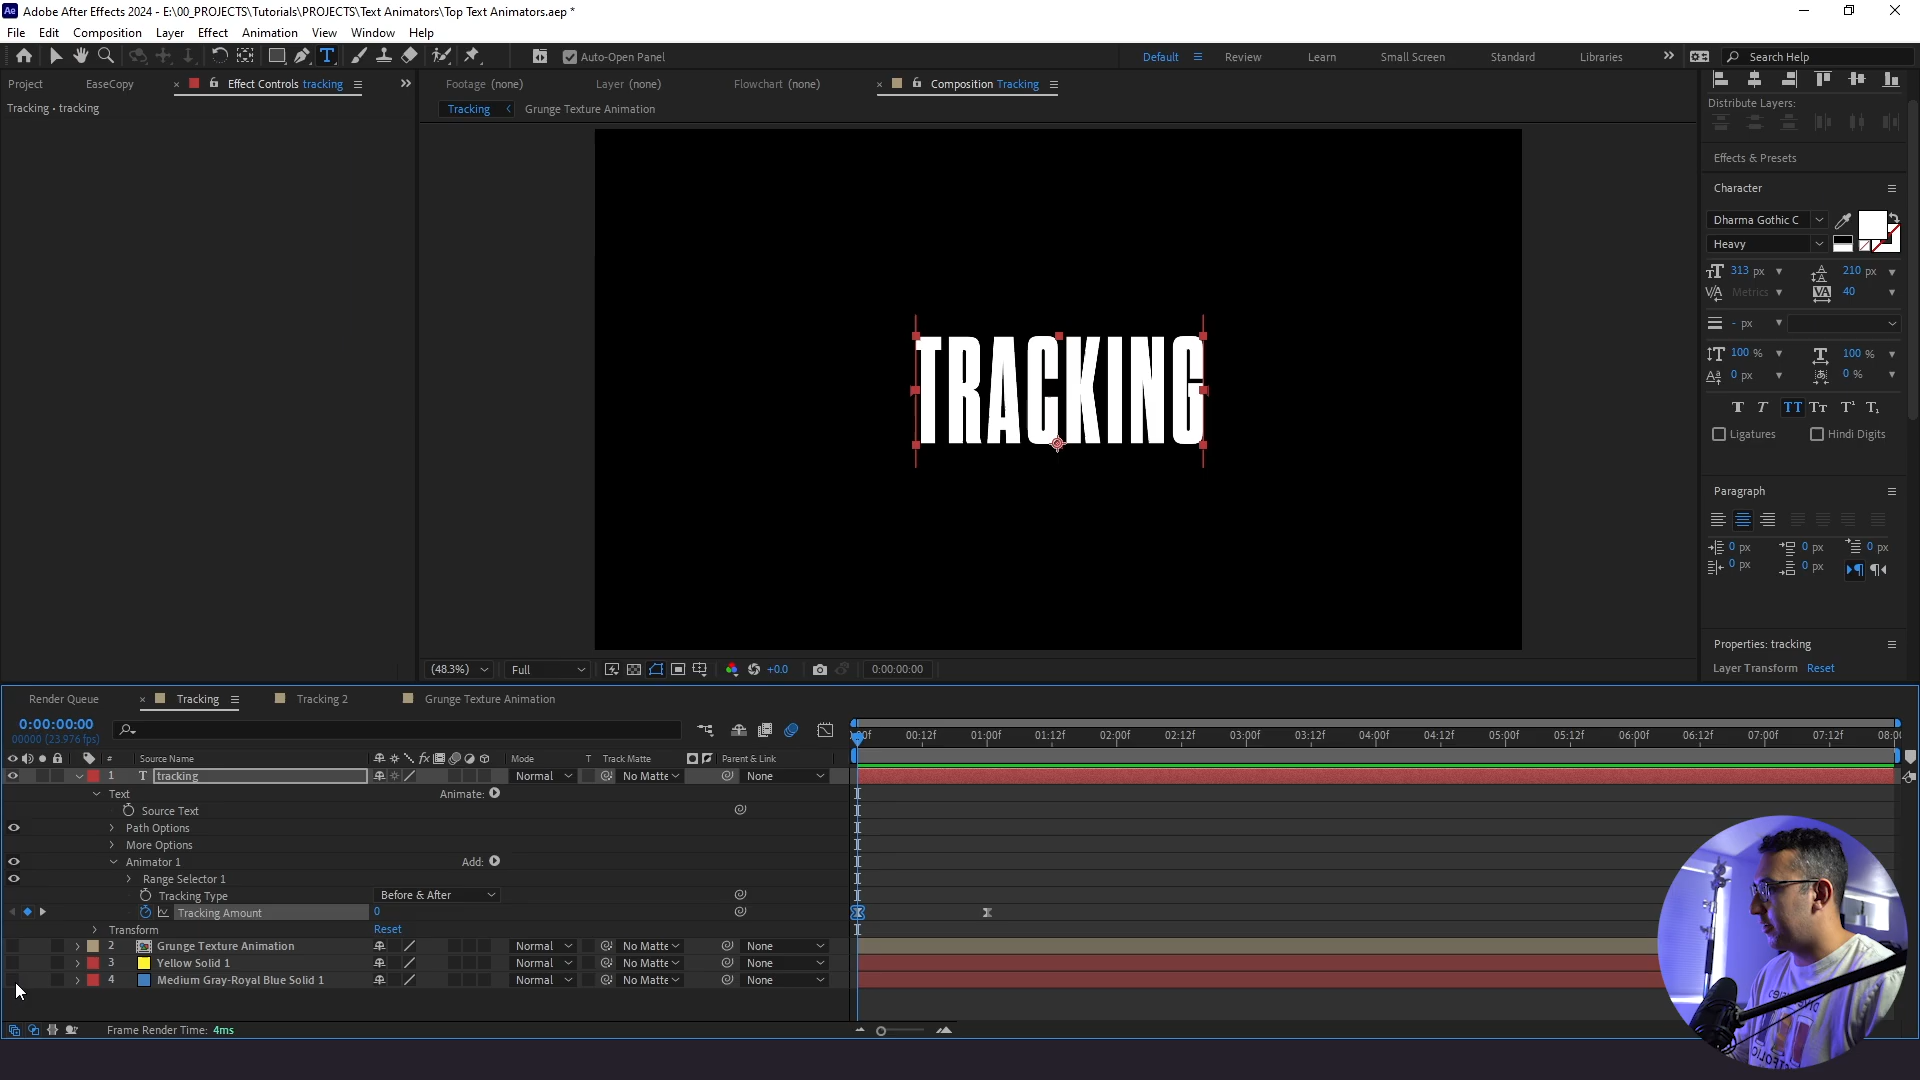 Adobe After Effects 2024 - E:\00_PROJECTS\Tutorials\PROJECTS\Text Animators\Top Text Animators.aep *
File Edit Composition Layer Effect Animation View Window Help
Auto-Open Panel
Default Review Learn Small Screen Standard Libraries Search Help
Project EaseCopy Effect Controls tracking
Footage (none) Layer (none) Flowchart (none) Composition Tracking
Tracking • tracking
Tracking Grunge Texture Animation
Distribute Layers:
Effects & Presets
Character
Dharma Gothic C
Heavy
313 px 210 px
Metrics 40
- px
100 % 100 %
0 px 0 %
Ligatures Hindi Digits
Paragraph
0 px 0 px 0 px
0 px 0 px
Properties: tracking
Layer Transform Reset
TRACKING
(48.3%) Full +0.0 0:00:00:00
Render Queue Tracking Tracking 2 Grunge Texture Animation
0:00:00:00
00000 (23.976 fps)
00f 00:12f 01:00f 01:12f 02:00f 02:12f 03:00f 03:12f 04:00f 04:12f 05:00f 05:12f 06:00f 06:12f 07:00f 07:12f 08:00
# Source Name fx Mode T Track Matte Parent & Link
1 T tracking Normal No Matte None
Text Animate:
Source Text
Path Options
More Options
Animator 1 Add:
Range Selector 1
Tracking Type Before & After
Tracking Amount 0
Transform Reset
2 Grunge Texture Animation Normal No Matte None
3 Yellow Solid 1 Normal No Matte None
4 Medium Gray-Royal Blue Solid 1 Normal No Matte None
Frame Render Time: 4ms